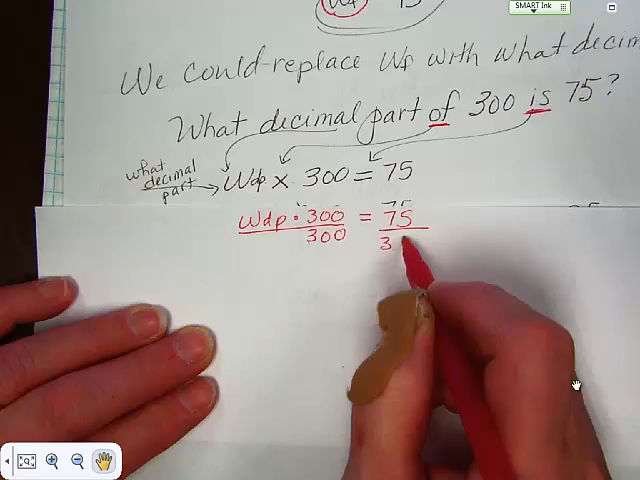 SMART Ink
We could replace Wf with what decim
What decimal part of 300 is 75?
what decimal part → Wdp × 300 = 75
Wdp · 300 = 75
300 3